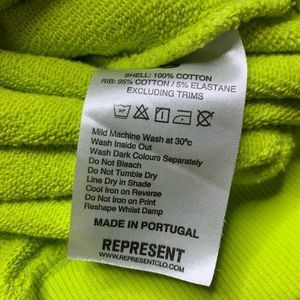 SHELL: 100% COTTON
RIB: 95% COTTON / 5% ELASTANE
EXCLUDING TRIMS
Mild Machine Wash at 30ºc
Wash Inside Out
Wash Dark Colours Separately
Do Not Bleach
Do Not Tumble Dry
Line Dry in Shade
Cool Iron on Reverse
Do Not Iron on Print
Reshape Whilst Damp
MADE IN PORTUGAL
REPRESENT
WWW.REPRESENTCLO.COM